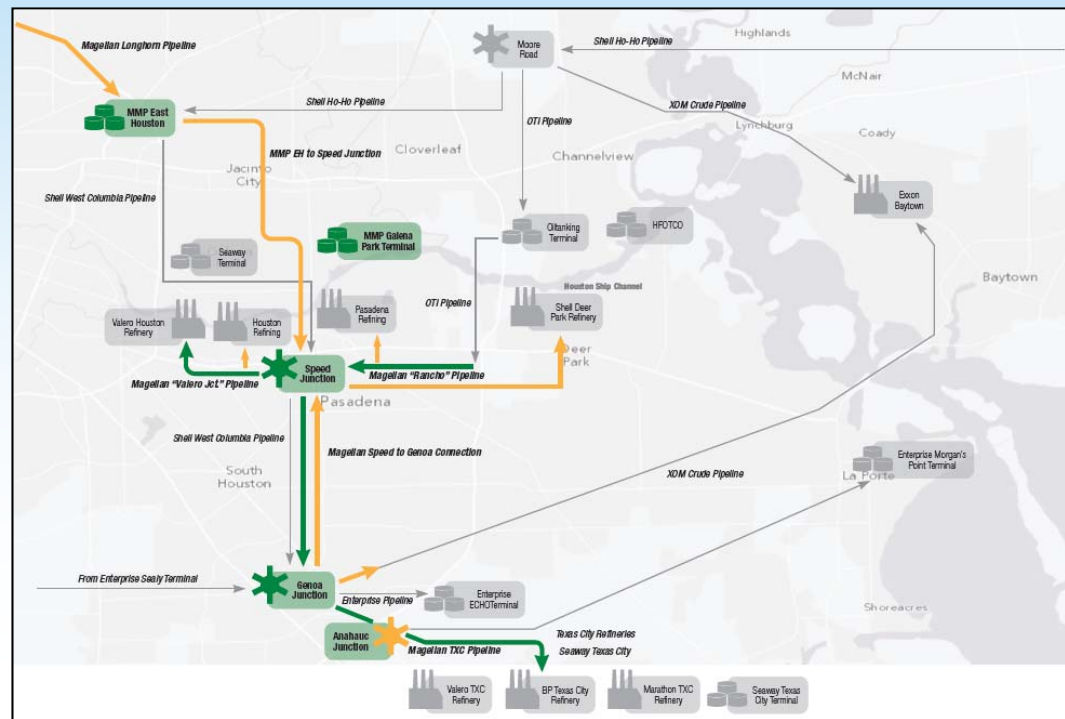 Magellan Longhorn Pipeline
Moore
Road
Shell Ho-Ho Pipeline
Highlands
McNair
MMP East
Houston
Shell Ho-Ho Pipeline
XDM Crude Pipeline
OTI Pipeline
Lynchburg
Coady
MMP EH to Speed Junction
Cloverleaf
Channelview
Jacinto
City
Shell West Columbia Pipeline
Exxon
Baytown
MMP Galena
Park Terminal
Oiltanking
Terminal
HFOTCO
Seaway
Terminal
Baytown
Houston Ship Channel
OTI Pipeline
Valero Houston
Refinery
Houston
Refining
Pasadena
Refining
Shell Deer
Park Refinery
Deer
Park
Speed
Junction
Magellan "Valero Jct." Pipeline
Magellan "Rancho" Pipeline
Pasadena
Shell West Columbia Pipeline
Magellan Speed to Genoa Connection
South
Houston
XDM Crude Pipeline
Enterprise Morgan's
Point Terminal
La Porte
From Enterprise Sealy Terminal
Genoa
Junction
Enterprise Pipeline
Enterprise
ECHOTerminal
Shoreacres
Anahauc
Junction
Magellan TXC Pipeline
Texas City Refineries
Seaway Texas City
Valero TXC
Refinery
BP Texas City
Refinery
Marathon TXC
Refinery
Seaway Texas
City Terminal